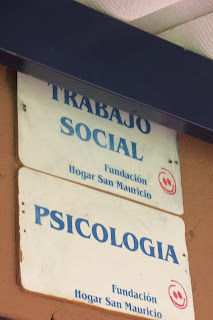 TRABAJO
SOCIAL
Fundación
Hogar San Mauricio
PSICOLOGIA
Fundación
Hogar San Mauricio